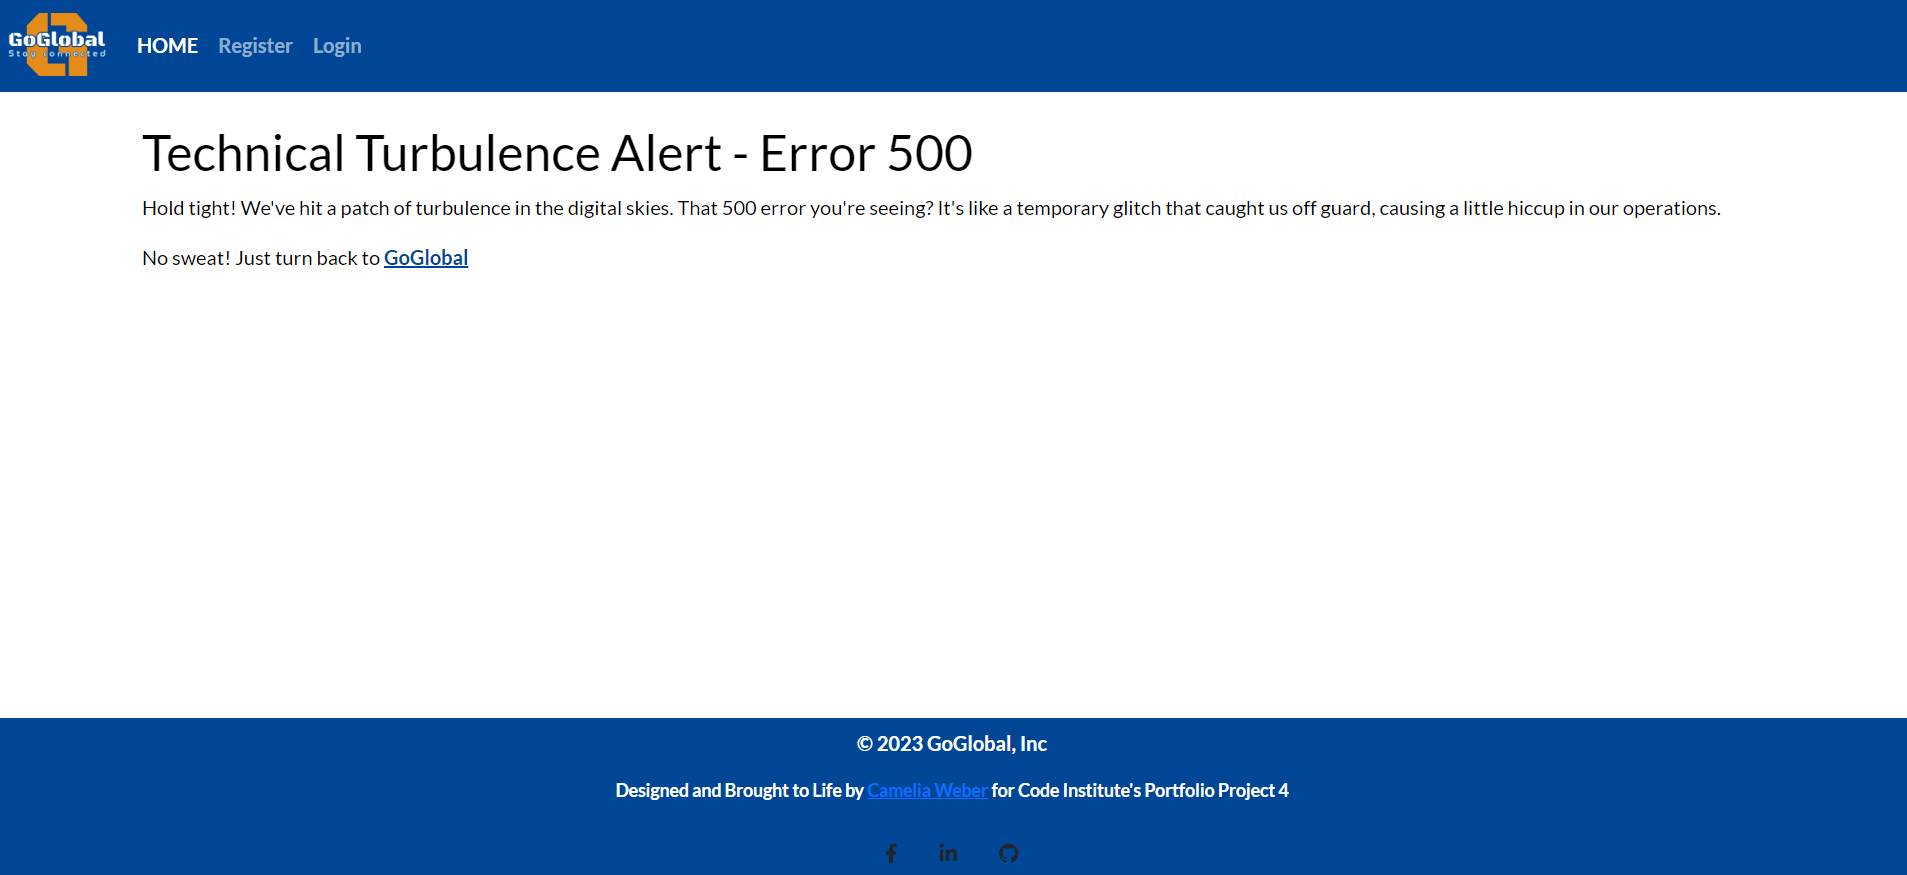 GoGlobal
Stay Connected
HOME Register Login
Technical Turbulence Alert - Error 500
Hold tight! We've hit a patch of turbulence in the digital skies. That 500 error you're seeing? It's like a temporary glitch that caught us off guard, causing a little hiccup in our operations.
No sweat! Just turn back to GoGlobal
© 2023 GoGlobal, Inc
Designed and Brought to Life by Camelia Weber for Code Institute's Portfolio Project 4